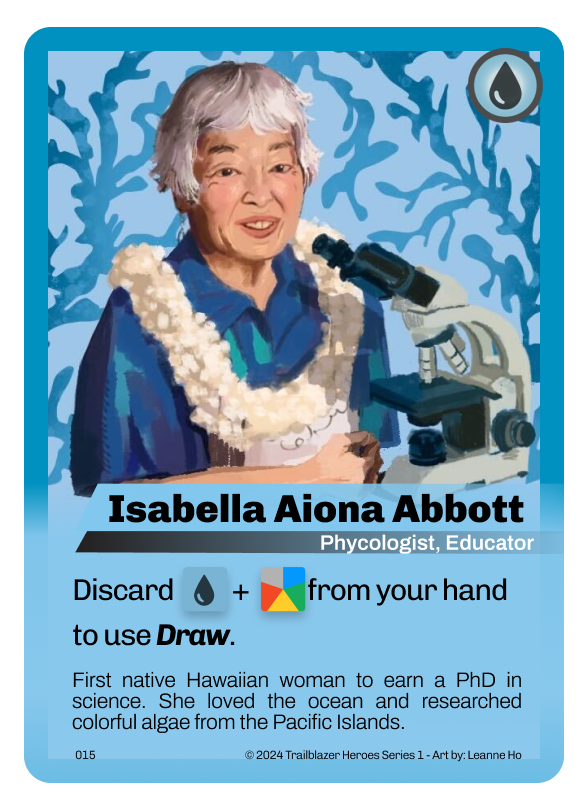 Isabella Aiona Abbott
Phycologist, Educator
Discard + from your hand
to use Draw.
First native Hawaiian woman to earn a PhD in
science. She loved the ocean and researched
colorful algae from the Pacific Islands.
015 © 2024 Trailblazer Heroes Series 1 - Art by: Leanne Ho